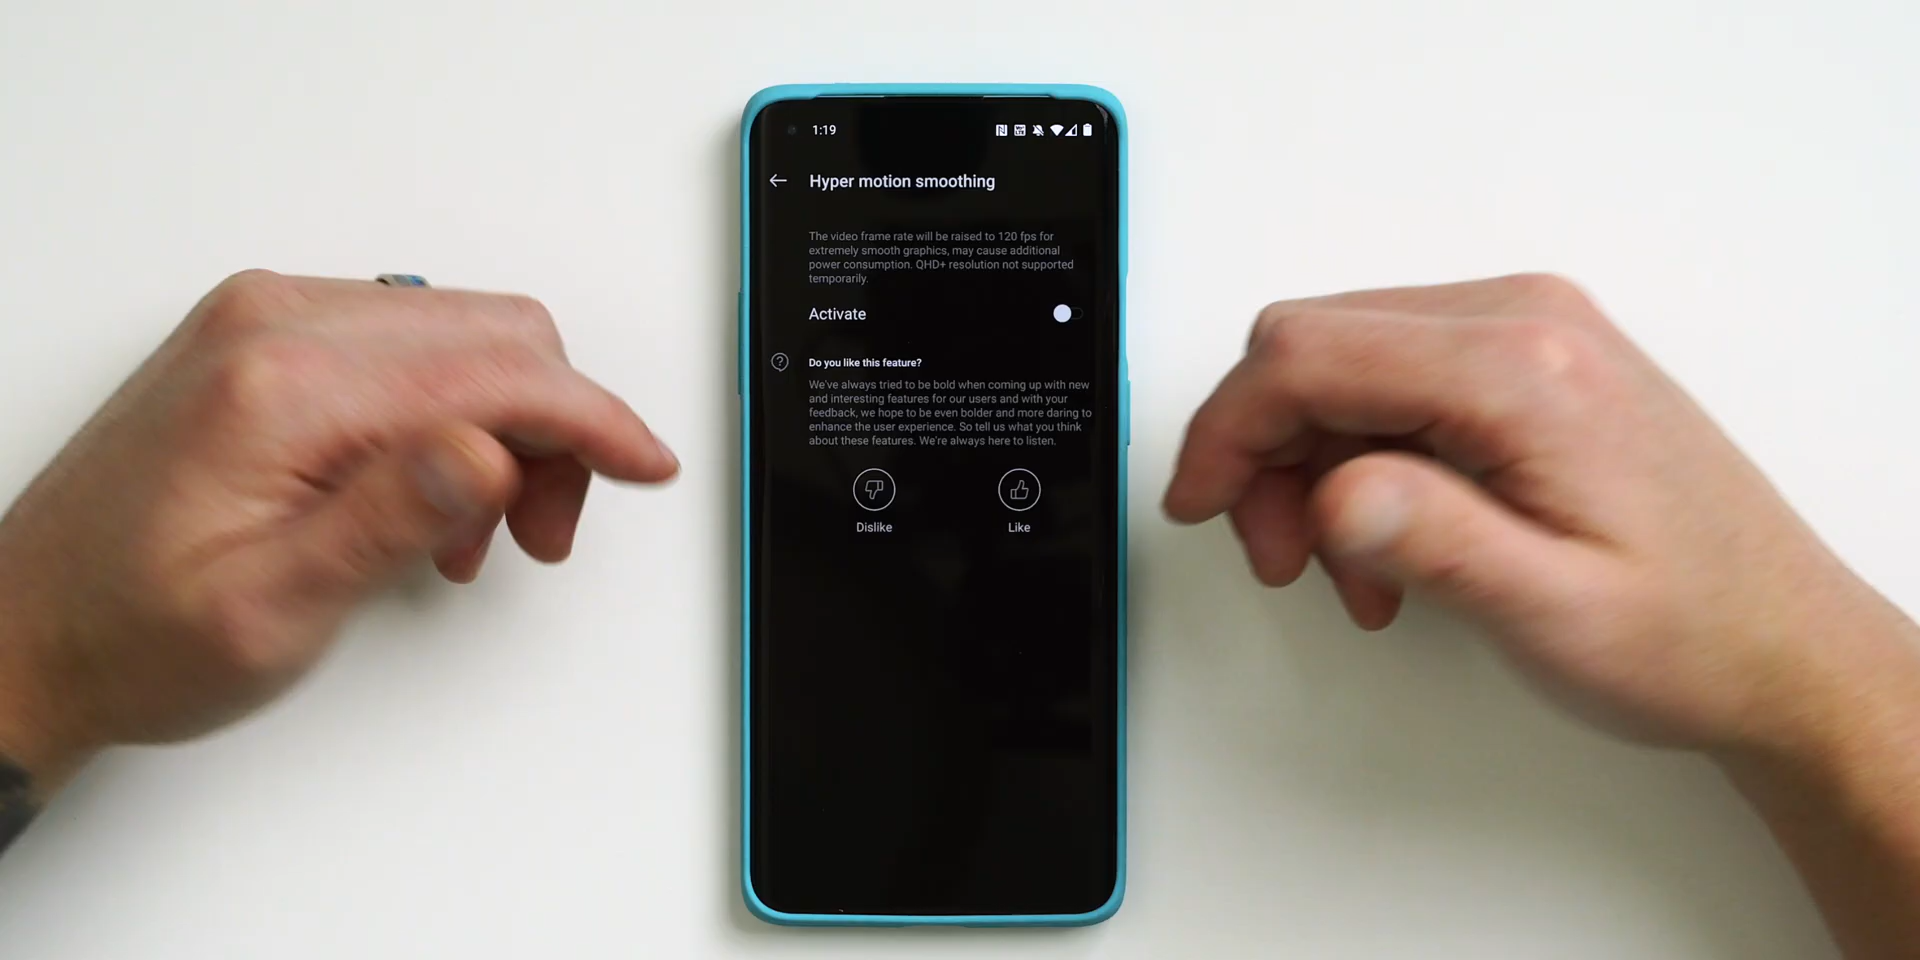 1:19
Hyper motion smoothing
The video frame rate will be raised to 120 fps for
extremely smooth graphics, may cause additional
power consumption. QHD+ resolution not supported
temporarily.
Activate
Do you like this feature?
We've always tried to be bold when coming up with new
and interesting features for our users and with your
feedback, we hope to be even bolder and more daring to
enhance the user experience. So tell us what you think
about these features. We're always here to listen.
Dislike
Like